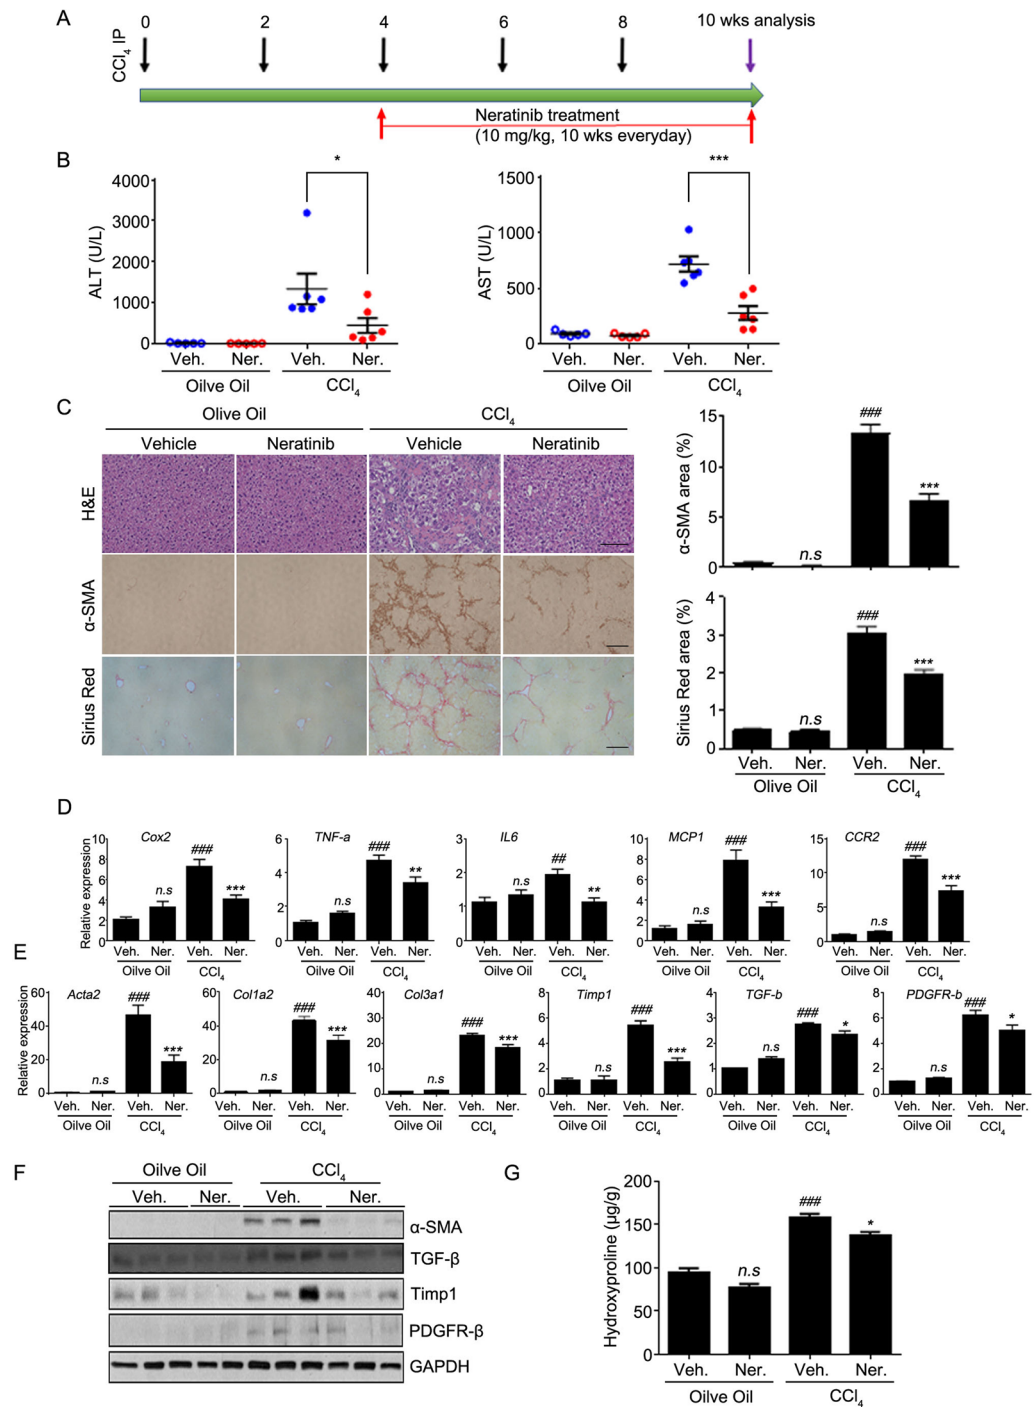 A
CCl4 IP
0 2 4 6 8 10 wks analysis
Neratinib treatment
(10 mg/kg, 10 wks everyday)
B
ALT (U/L)
4000
3000
2000
1000
0
*
Veh. Ner. Veh. Ner.
Oilve Oil CCl4
AST (U/L)
1500
1000
500
0
***
Veh. Ner. Veh. Ner.
Oilve Oil CCl4
C
Olive Oil CCl4
Vehicle Neratinib Vehicle Neratinib
H&E
α-SMA
Sirius Red
α-SMA area (%)
15
10
5
0
n.s ### ***
Sirius Red area (%)
4
3
2
1
0
n.s ### ***
Veh. Ner. Veh. Ner.
Olive Oil CCl4
D
Relative expression
Cox2
10
8
6
4
2
0
n.s ### ***
Veh. Ner. Veh. Ner.
Oilve Oil CCl4
TNF-a
6
4
2
0
n.s ### **
Veh. Ner. Veh. Ner.
Oilve Oil CCl4
IL6
3
2
1
0
n.s ## **
Veh. Ner. Veh. Ner.
Oilve Oil CCl4
MCP1
10
8
6
4
2
0
n.s ### ***
Veh. Ner. Veh. Ner.
Oilve Oil CCl4
CCR2
15
10
5
0
n.s ### ***
Veh. Ner. Veh. Ner.
Oilve Oil CCl4
E
Relative expression
Acta2
60
40
20
0
n.s ### ***
Veh. Ner. Veh. Ner.
Oilve Oil CCl4
Col1a2
60
40
20
0
n.s ### ***
Veh. Ner. Veh. Ner.
Oilve Oil CCl4
Col3a1
60
40
20
0
n.s ### ***
Veh. Ner. Veh. Ner.
Oilve Oil CCl4
Timp1
8
6
4
2
0
n.s ### ***
Veh. Ner. Veh. Ner.
Oilve Oil CCl4
TGF-b
4
3
2
1
0
n.s ### *
Veh. Ner. Veh. Ner.
Oilve Oil CCl4
PDGFR-b
8
6
4
2
0
n.s ### *
Veh. Ner. Veh. Ner.
Oilve Oil CCl4
F
Oilve Oil CCl4
Veh. Ner. Veh. Ner.
α-SMA
TGF-β
Timp1
PDGFR-β
GAPDH
G
Hydroxyproline (µg/g)
200
150
100
50
0
n.s ### *
Veh. Ner. Veh. Ner.
Oilve Oil CCl4